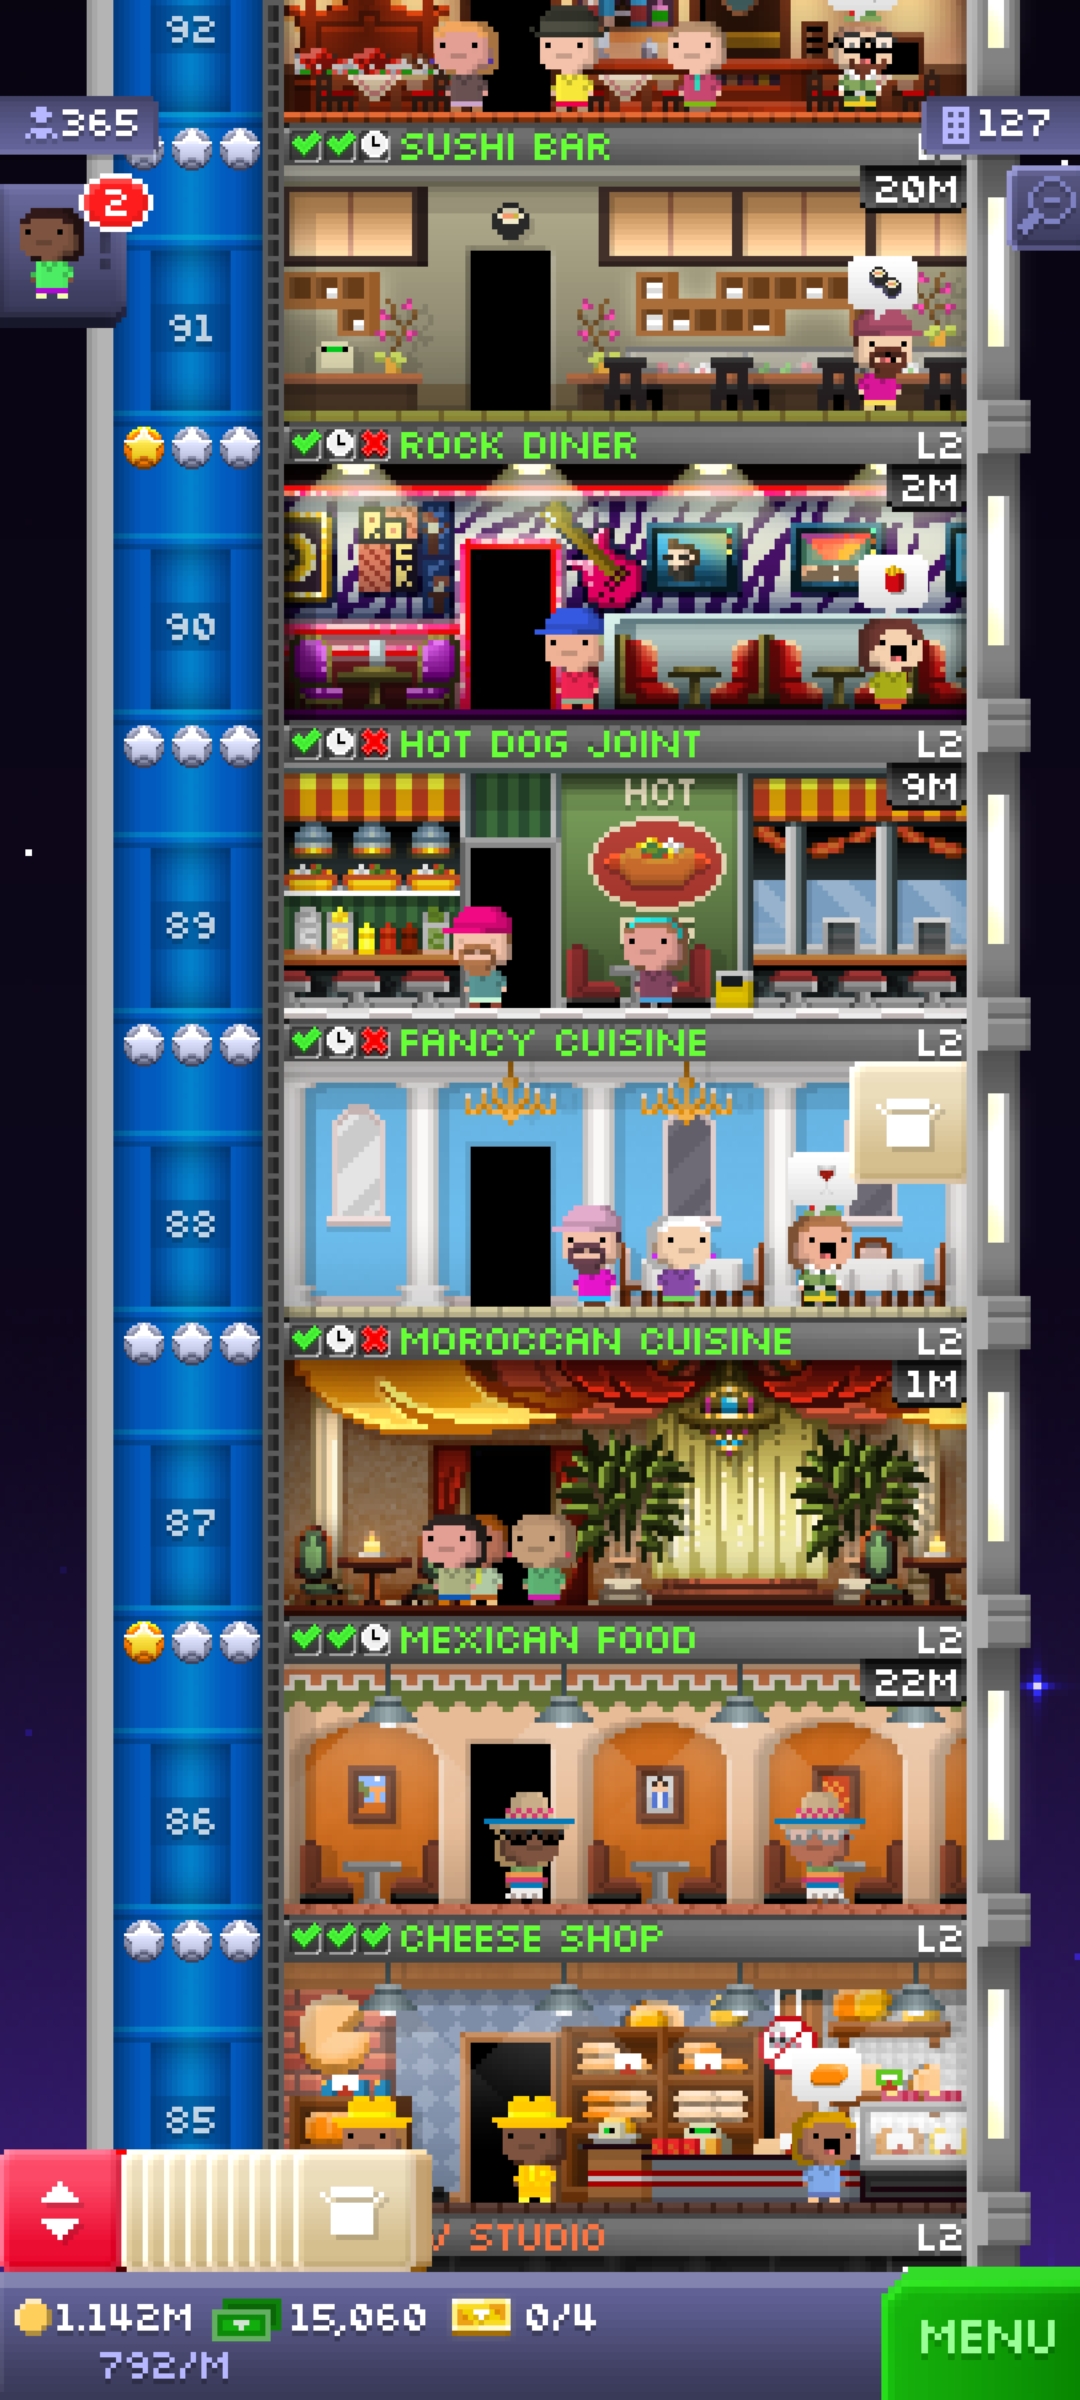 92
365
127
SUSHI BAR
2
20M
91
ROCK DINER
L2
2M
ROCK
90
HOT DOG JOINT
L2
9M
HOT
89
FANCY CUISINE
L2
88
MOROCCAN CUISINE
L2
1M
87
MEXICAN FOOD
L2
22M
86
CHEESE SHOP
L2
85
STUDIO
L2
1.142M
15,060
0/4
792/M
MENU